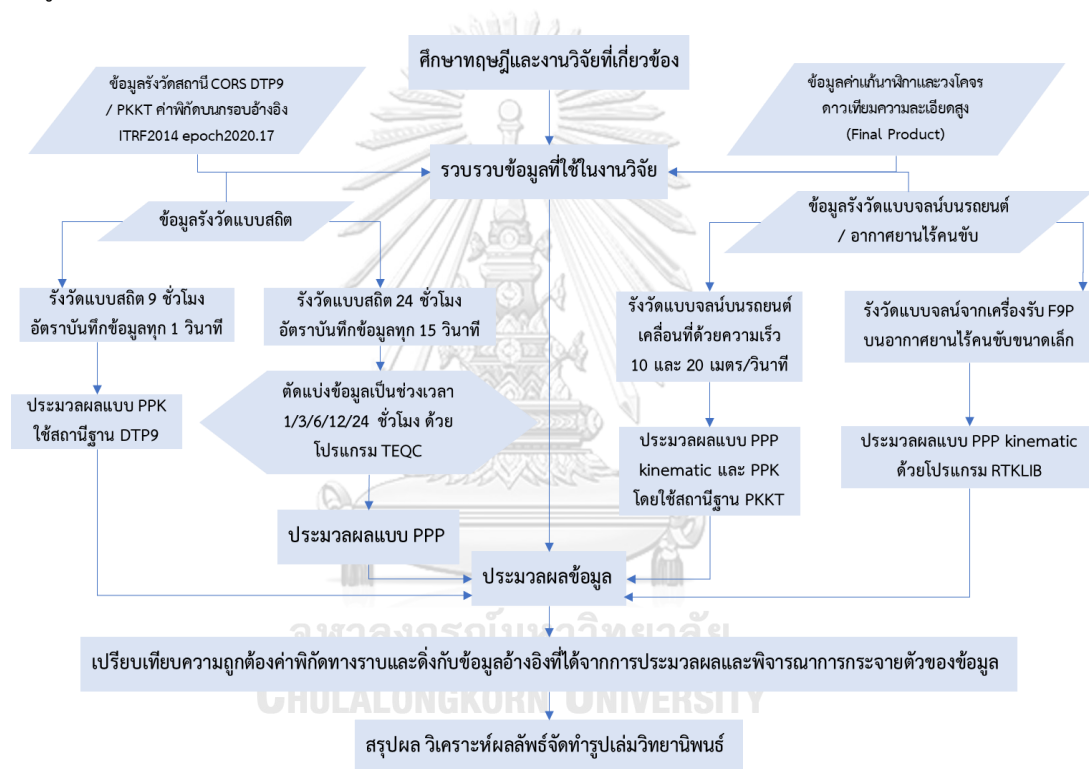 ศึกษาทฤษฎีและงานวิจัยที่เกี่ยวข้อง
ข้อมูลรังวัดสถานี CORS DTP9
/ PKKT ค่าพิกัดบนกรอบอ้างอิง
ITRF2014 epoch2020.17
ข้อมูลค่าแก้นาฬิกาและวงโคจร
ดาวเทียมความละเอียดสูง
(Final Product)
รวบรวบข้อมูลที่ใช้ในงานวิจัย
ข้อมูลรังวัดแบบสถิต
ข้อมูลรังวัดแบบจลน์บนรถยนต์
/ อากาศยานไร้คนขับ
รังวัดแบบสถิต 9 ชั่วโมง
อัตราบันทึกข้อมูลทุก 1 วินาที
รังวัดแบบสถิต 24 ชั่วโมง
อัตราบันทึกข้อมูลทุก 15 วินาที
รังวัดแบบจลน์บนรถยนต์
เคลื่อนที่ด้วยความเร็ว
10 และ 20 เมตร/วินาที
รังวัดแบบจลน์จากเครื่องรับ F9P
บนอากาศยานไร้คนขับขนาดเล็ก
ประมวลผลแบบ PPK
ใช้สถานีฐาน DTP9
ตัดแบ่งข้อมูลเป็นช่วงเวลา
1/3/6/12/24 ชั่วโมง ด้วย
โปรแกรม TEQC
ประมวลผลแบบ PPP
kinematic และ PPK
โดยใช้สถานีฐาน PKKT
ประมวลผลแบบ PPP kinematic
ด้วยโปรแกรม RTKLIB
ประมวลผลแบบ PPP
ประมวลผลข้อมูล
จุฬาลงกรณ์มหาวิทยาลัย
เปรียบเทียบความถูกต้องค่าพิกัดทางราบและดิ่งกับข้อมูลอ้างอิงที่ได้จากการประมวลผลและพิจารณาการกระจายตัวของข้อมูล
CHULALONGKORN UNIVERSITY
สรุปผล วิเคราะห์ผลลัพธ์จัดทำรูปเล่มวิทยานิพนธ์